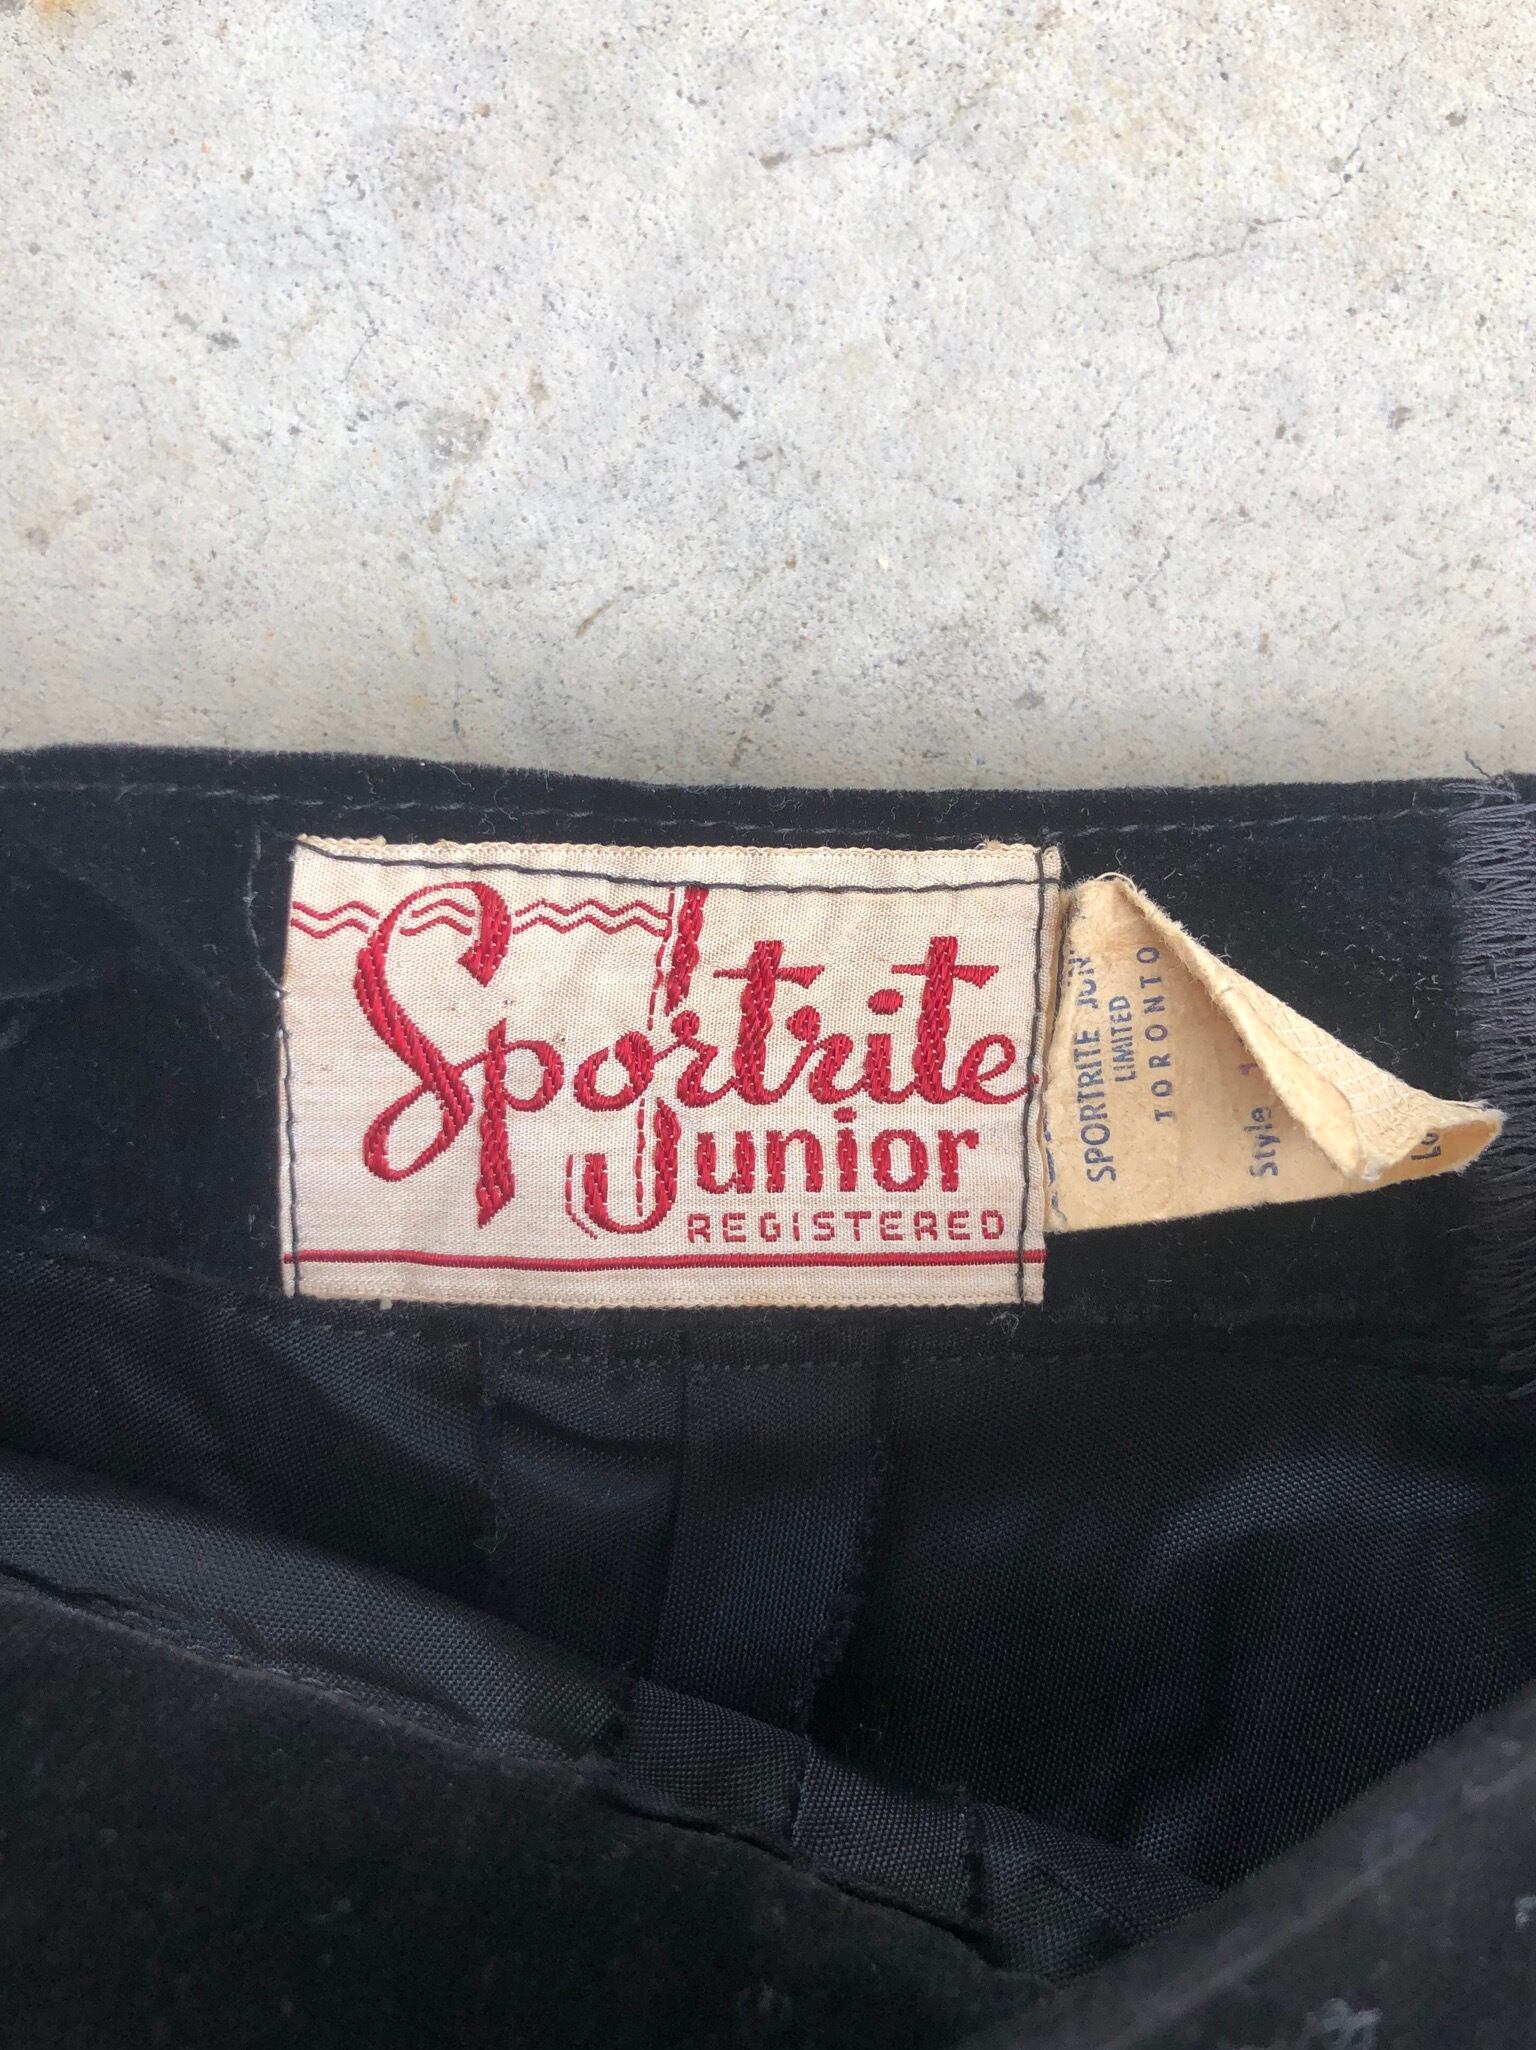 Sportrite
Junior
REGISTERED
SPORTRITE
LIMITED
TORONTO
Style